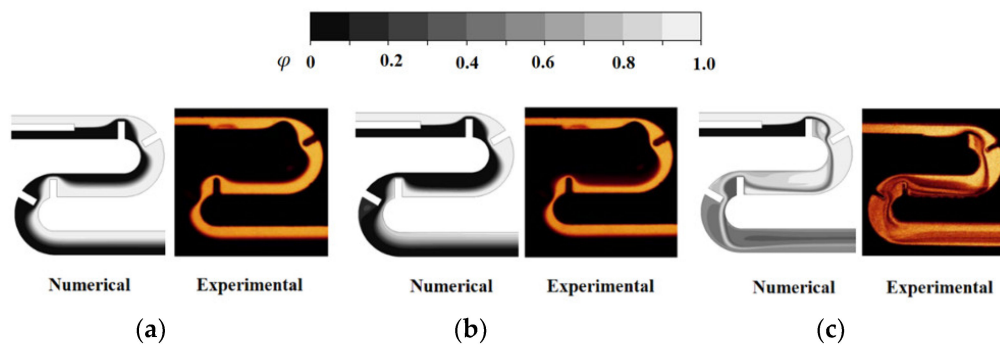 φ 0 0.2 0.4 0.6 0.8 1.0
Numerical Experimental Numerical Experimental Numerical Experimental
(a) (b) (c)